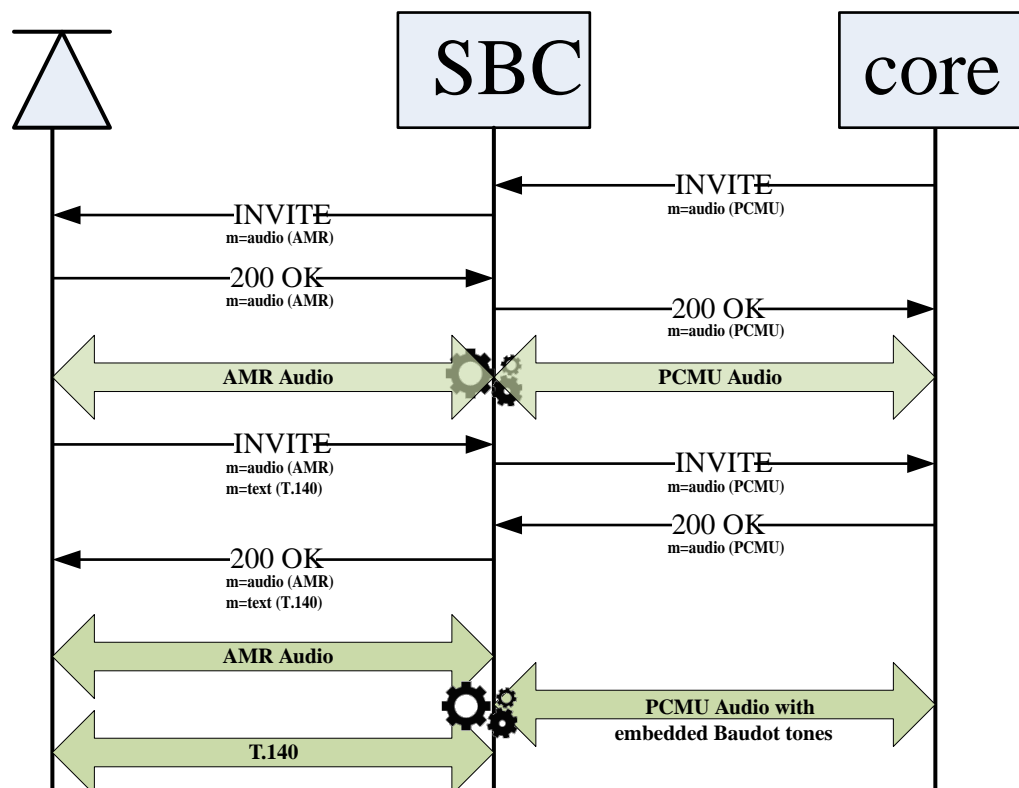 SBC
core
INVITE
m=audio (PCMU)
INVITE
m=audio (AMR)
200 OK
m=audio (AMR)
200 OK
m=audio (PCMU)
AMR Audio
PCMU Audio
INVITE
m=audio (AMR)
m=text (T.140)
INVITE
m=audio (PCMU)
200 OK
m=audio (PCMU)
200 OK
m=audio (AMR)
m=text (T.140)
AMR Audio
PCMU Audio with
embedded Baudot tones
T.140